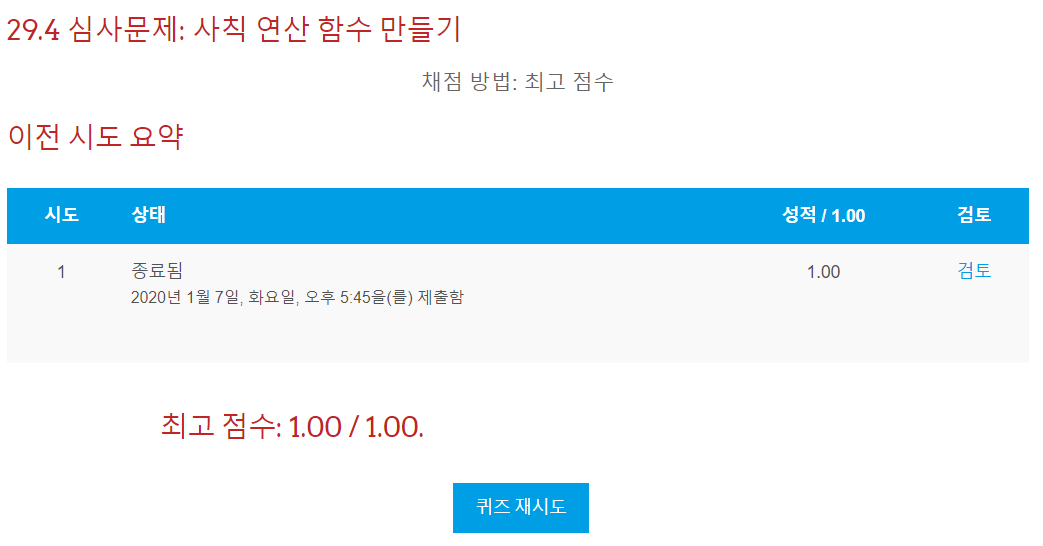 29.4 심사문제: 사칙 연산 함수 만들기
채점 방법: 최고 점수
이전 시도 요약
시도 상태 성적 / 1.00 검토
1 종료됨 1.00 검토
2020년 1월 7일, 화요일, 오후 5:45을(를) 제출함
최고 점수: 1.00 / 1.00.
퀴즈 재시도